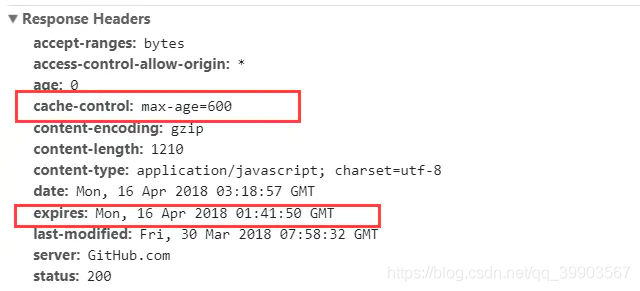 ▼ Response Headers
accept-ranges: bytes
access-control-allow-origin: *
age: 0
cache-control: max-age=600
content-encoding: gzip
content-length: 1210
content-type: application/javascript; charset=utf-8
date: Mon, 16 Apr 2018 03:18:57 GMT
expires: Mon, 16 Apr 2018 01:41:50 GMT
last-modified: Fri, 30 Mar 2018 07:58:32 GMT
server: GitHub.com
status: 200
https://blog.csdn.net/qq_39903567